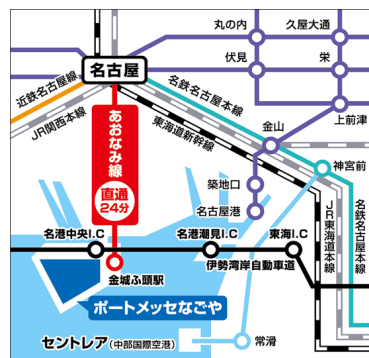 丸の内
久屋大通
伏見
栄
名古屋
近鉄名古屋線
JR関西本線
名鉄名古屋本線
東海道新幹線
上前津
金山
神宮前
あおなみ線
直通
24分
築地口
名古屋港
JR東海道本線
名鉄名古屋本線
名港中央I.C
名港潮見I.C
東海I.C
金城ふ頭駅
伊勢湾岸自動車道
ポートメッセなごや
セントレア(中部国際空港)
常滑